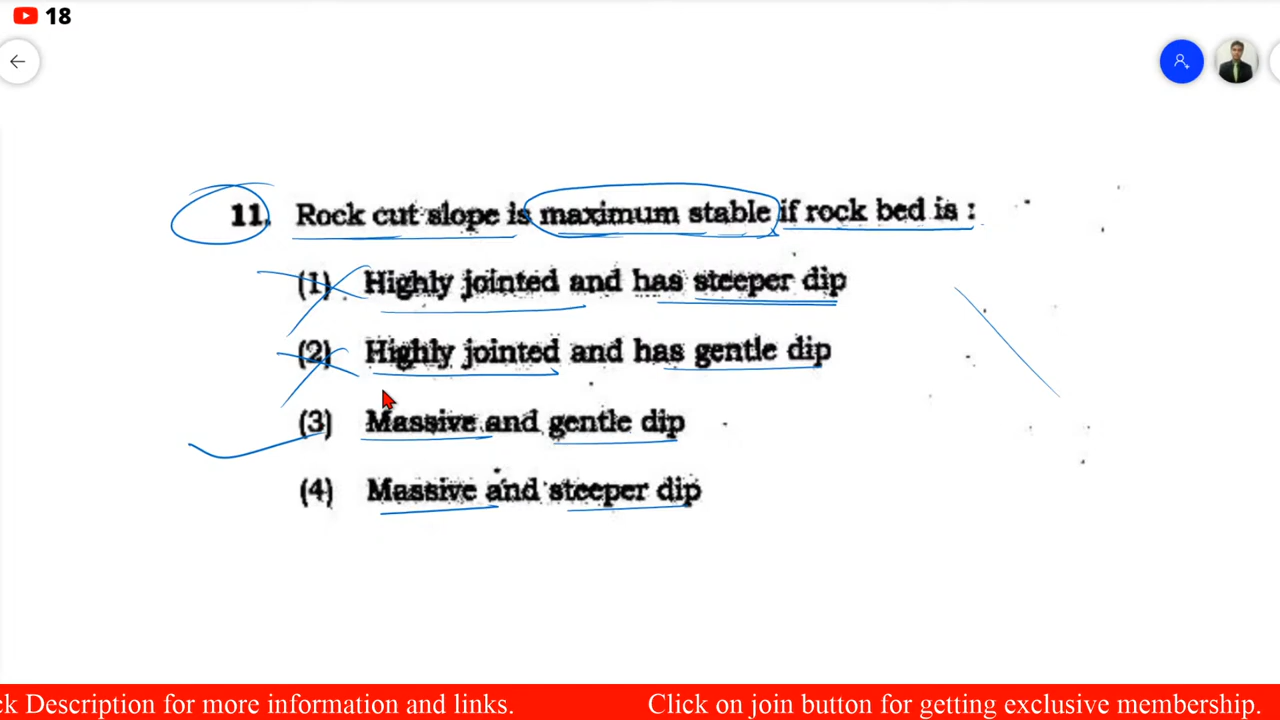 18
11. Rock cut slope is maximum stable if rock bed is :
(1) Highly jointed and has steeper dip
(2) Highly jointed and has gentle dip
(3) Massive and gentle dip
(4) Massive and steeper dip
ck Description for more information and links. Click on join button for getting exclusive membership.